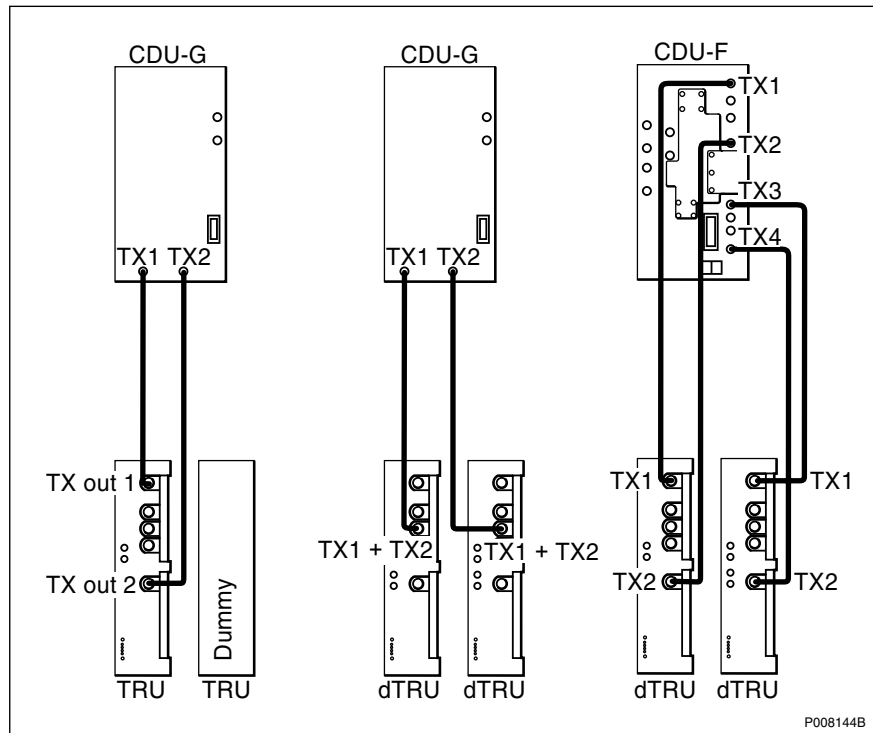 CDU-G
TX1 TX2
TX out 1
TX out 2
Dummy
TRU TRU
CDU-G
TX1 TX2
TX1 + TX2 TX1 + TX2
dTRU dTRU
CDU-F
TX1
TX2
TX3
TX4
TX1 TX1
TX2 TX2
dTRU dTRU
P008144B